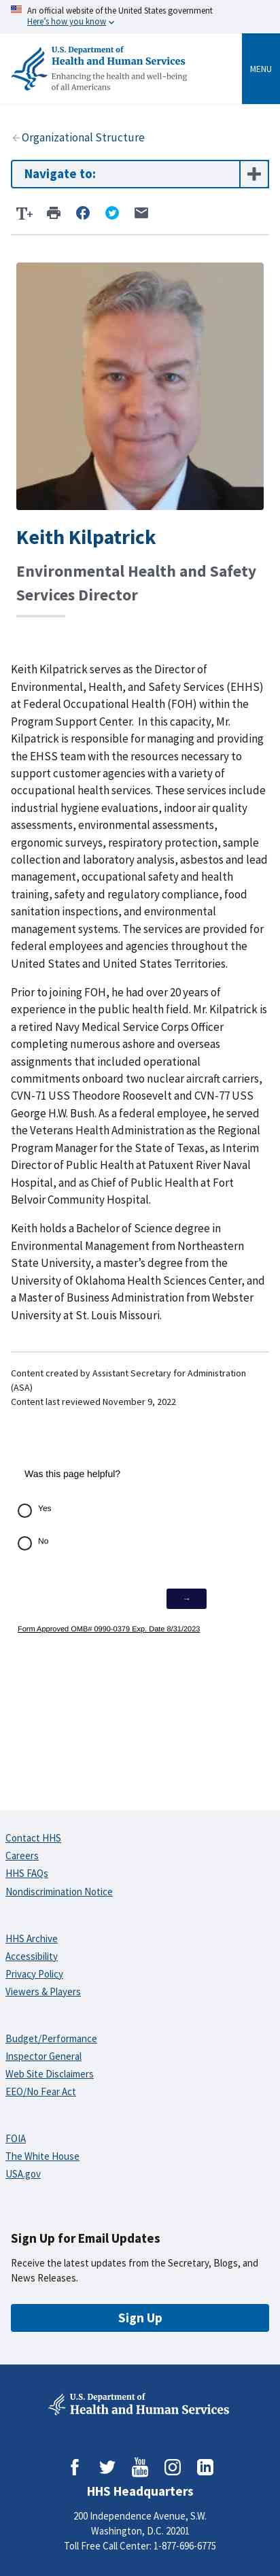 An official website of the United States government
Here's how you know
U.S. Department of
Health and Human Services
Enhancing the health and well-being
of all Americans
MENU
Organizational Structure
Navigate to:
T+
Keith Kilpatrick
Environmental Health and Safety
Services Director
Keith Kilpatrick serves as the Director of
Environmental, Health, and Safety Services (EHHS)
at Federal Occupational Health (FOH) within the
Program Support Center. In this capacity, Mr.
Kilpatrick is responsible for managing and providing
the EHSS team with the resources necessary to
support customer agencies with a variety of
occupational health services. These services include
industrial hygiene evaluations, indoor air quality
assessments, environmental assessments,
ergonomic surveys, respiratory protection, sample
collection and laboratory analysis, asbestos and lead
management, occupational safety and health
training, safety and regulatory compliance, food
sanitation inspections, and environmental
management systems. The services are provided for
federal employees and agencies throughout the
United States and United States Territories.
Prior to joining FOH, he had over 20 years of
experience in the public health field. Mr. Kilpatrick is
a retired Navy Medical Service Corps Officer
completing numerous ashore and overseas
assignments that included operational
commitments onboard two nuclear aircraft carriers,
CVN-71 USS Theodore Roosevelt and CVN-77 USS
George H.W. Bush. As a federal employee, he served
the Veterans Health Administration as the Regional
Program Manager for the State of Texas, as Interim
Director of Public Health at Patuxent River Naval
Hospital, and as Chief of Public Health at Fort
Belvoir Community Hospital.
Keith holds a Bachelor of Science degree in
Environmental Management from Northeastern
State University, a master's degree from the
University of Oklahoma Health Sciences Center, and
a Master of Business Administration from Webster
University at St. Louis Missouri.
Content created by Assistant Secretary for Administration
(ASA)
Content last reviewed November 9, 2022
Was this page helpful?
Yes
No
→
Form Approved OMB# 0990-0379 Exp. Date 8/31/2023
Contact HHS
Careers
HHS FAQs
Nondiscrimination Notice
HHS Archive
Accessibility
Privacy Policy
Viewers & Players
Budget/Performance
Inspector General
Web Site Disclaimers
EEO/No Fear Act
FOIA
The White House
USA.gov
Sign Up for Email Updates
Receive the latest updates from the Secretary, Blogs, and
News Releases.
Sign Up
U.S. Department of
Health and Human Services
You
Tube
HHS Headquarters
200 Independence Avenue, S.W.
Washington, D.C. 20201
Toll Free Call Center: 1-877-696-6775